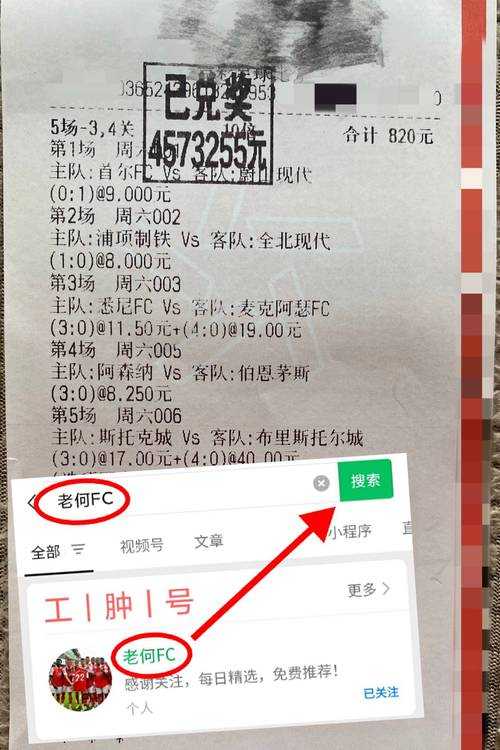 已兑奖
4573255元
5场-3,4关 10倍 合计 820元
第1场 周六
主队:首尔FC Vs 客队:蔚山现代
(0:1)@9.000元
第2场 周六002
主队:浦项制铁 Vs 客队:全北现代
(1:0)@8.000元
第3场 周六003
主队:悉尼FC Vs 客队:麦克阿瑟FC
(3:0)@11.50元+(4:0)@19.00元
第4场 周六005
主队:阿森纳 Vs 客队:伯恩茅斯
(3:0)@8.250元
第5场 周六006
主队:斯托克城 Vs 客队:布里斯托尔城
(3:0)@17.00元+(4:0)@40.00元
老何FC 搜索
全部 视频号 文章 小程序 直
工|肿|号 更多
老何FC
感谢关注，每日精选，免费推荐！
个人 已关注